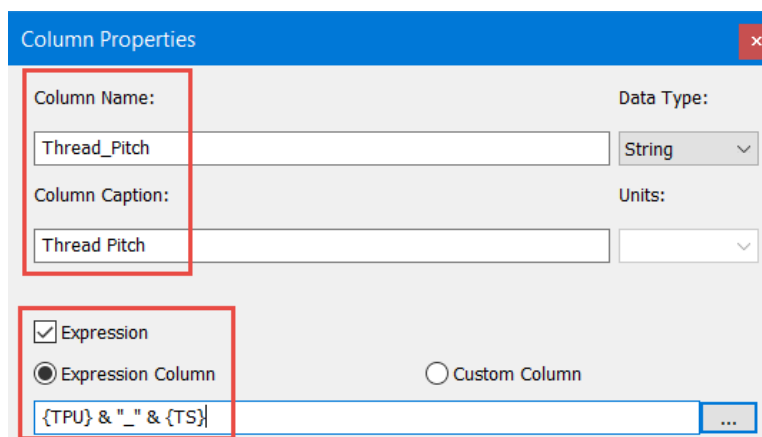 Column Properties
Column Name: Data Type:
Thread_Pitch String
Column Caption: Units:
Thread Pitch
Expression
Expression Column Custom Column
{TPU} & "_" & {TS} ...